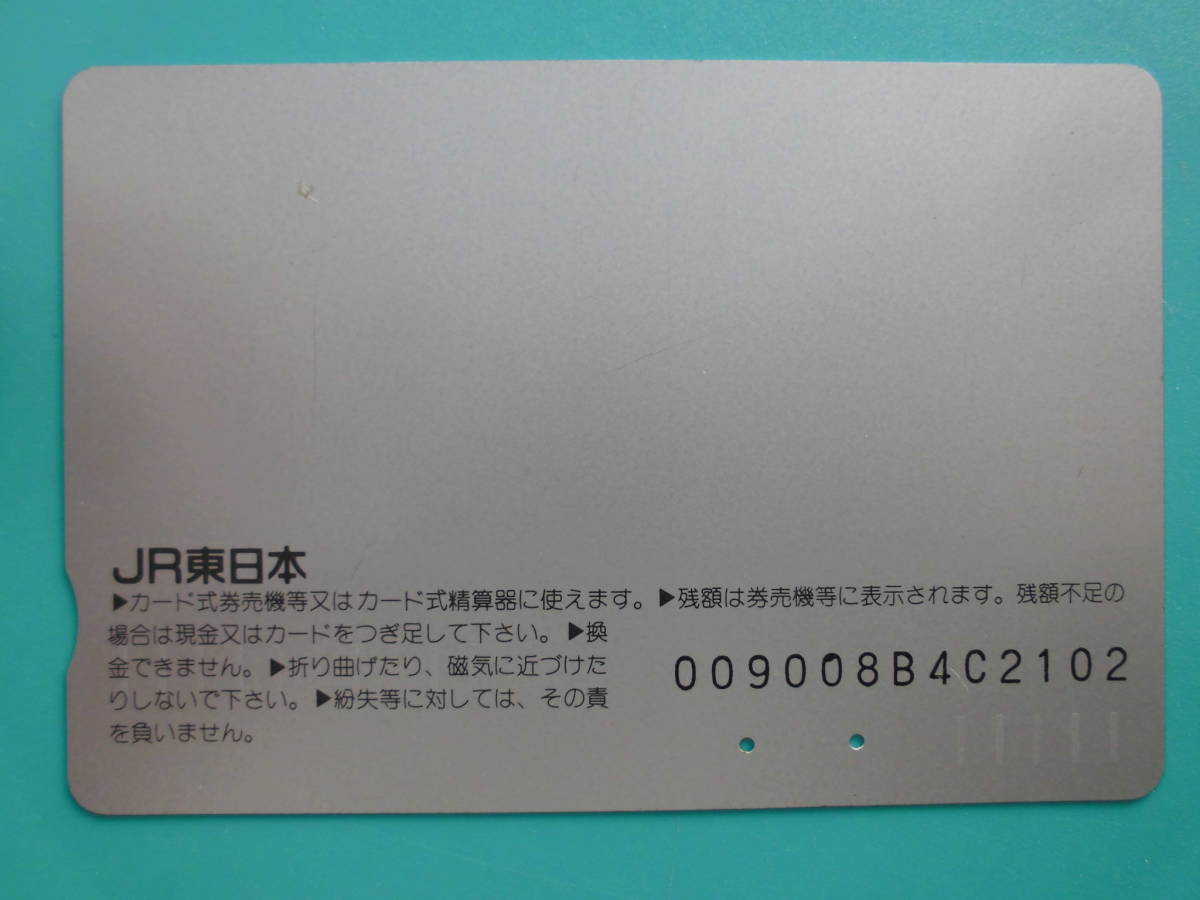 JR東日本
▶カード式券売機等又はカード式精算器に使えます。▶残額は券売機等に表示されます。残額不足の
場合は現金又はカードをつぎ足して下さい。▶換
金できません。▶折り曲げたり、磁気に近づけた
りしないで下さい。▶紛失等に対しては、その責
を負いません。
009008B4C2102